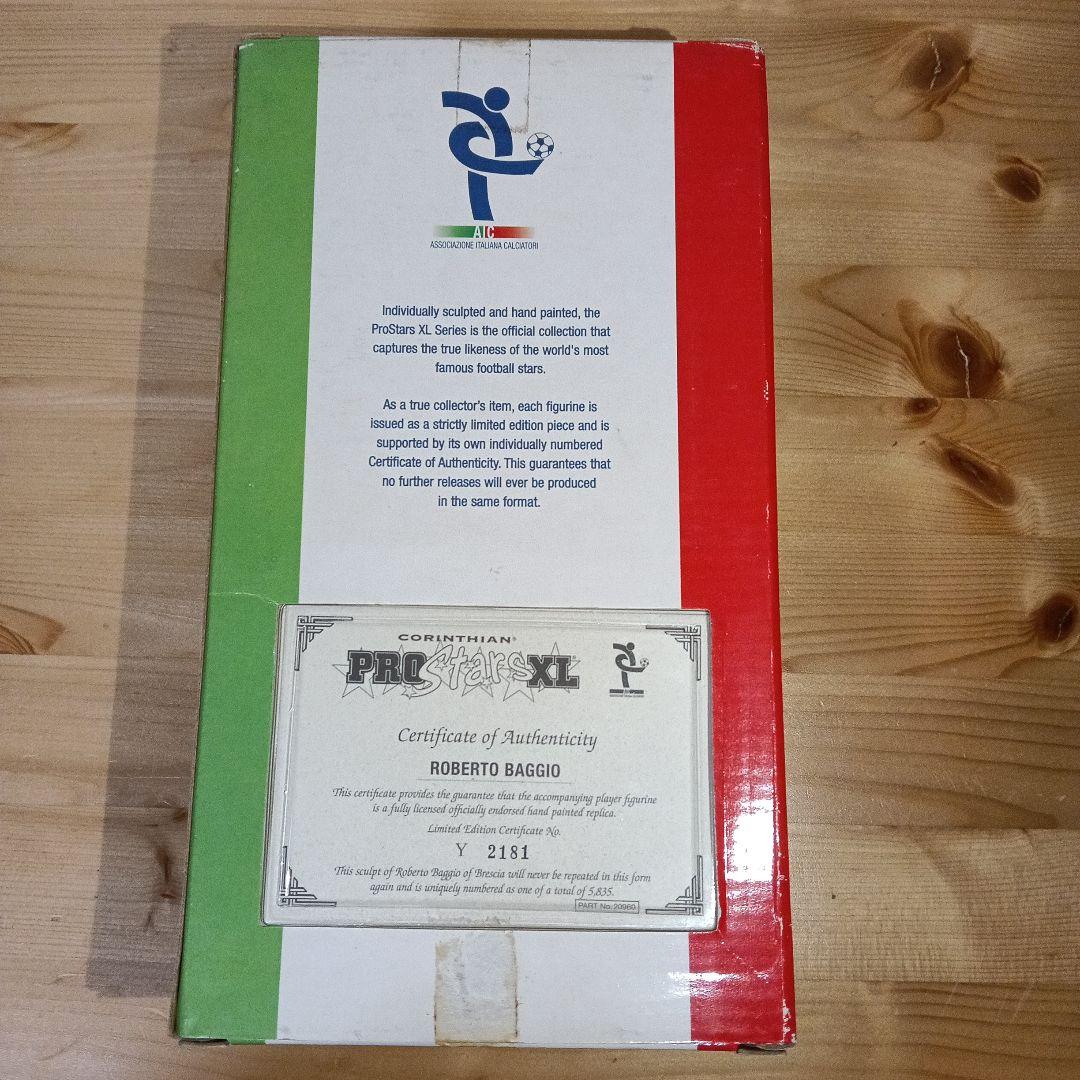 AIC
ASSOCIAZIONE ITALIANA CALCIATORI
Individually sculpted and hand painted, the
ProStars XL Series is the official collection that
captures the true likeness of the world's most
famous football stars.
As a true collector's item, each figurine is
issued as a strictly limited edition piece and is
supported by its own individually numbered
Certificate of Authenticity. This guarantees that
no further releases will ever be produced
in the same format.
CORINTHIAN®
PROStarsXL
Certificate of Authenticity
ROBERTO BAGGIO
This certificate provides the guarantee that the accompanying player figurine
is a fully licensed officially endorsed hand painted replica.
Limited Edition Certificate No.
Y 2181
This sculpt of Roberto Baggio of Brescia will never be repeated in this form
again and is uniquely numbered as one of a total of 5,835.
PART No. 20960